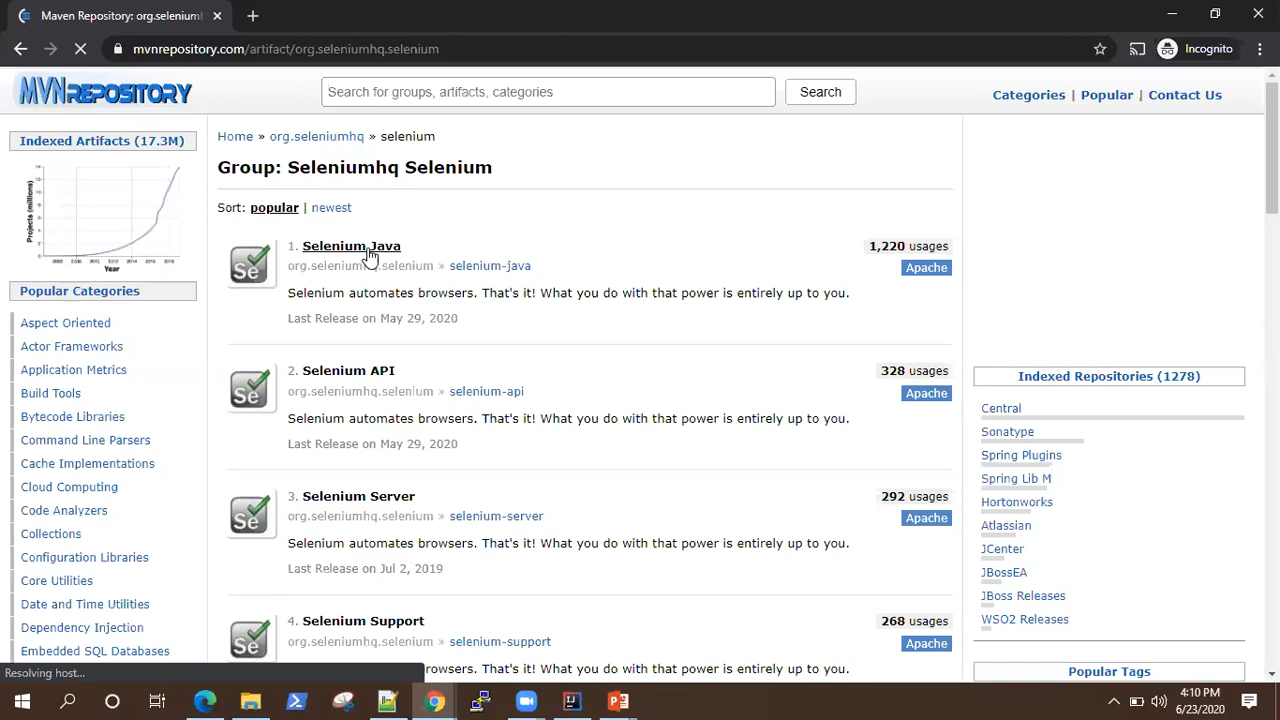 Maven Repository: org.seleniumh
mvnrepository.com/artifact/org.seleniumhq.selenium
Incognito
MVNREPOSITORY
Search for groups, artifacts, categories
Search
Categories | Popular | Contact Us
Indexed Artifacts (17.3M)
Projects (millions)
Year
Popular Categories
Aspect Oriented
Actor Frameworks
Application Metrics
Build Tools
Bytecode Libraries
Command Line Parsers
Cache Implementations
Cloud Computing
Code Analyzers
Collections
Configuration Libraries
Core Utilities
Date and Time Utilities
Dependency Injection
Embedded SQL Databases
Home » org.seleniumhq » selenium
Group: Seleniumhq Selenium
Sort: popular | newest
1. Selenium Java
1,220 usages
org.seleniumhq.selenium » selenium-java
Apache
Selenium automates browsers. That's it! What you do with that power is entirely up to you.
Last Release on May 29, 2020
2. Selenium API
328 usages
org.seleniumhq.selenium » selenium-api
Apache
Selenium automates browsers. That's it! What you do with that power is entirely up to you.
Last Release on May 29, 2020
3. Selenium Server
292 usages
org.seleniumhq.selenium » selenium-server
Apache
Selenium automates browsers. That's it! What you do with that power is entirely up to you.
Last Release on Jul 2, 2019
4. Selenium Support
268 usages
org.seleniumhq.selenium » selenium-support
Apache
browsers. That's it! What you do with that power is entirely up to you.
Indexed Repositories (1278)
Central
Sonatype
Spring Plugins
Spring Lib M
Hortonworks
Atlassian
JCenter
JBossEA
JBoss Releases
WSO2 Releases
Popular Tags
Resolving host...
4:10 PM
6/23/2020